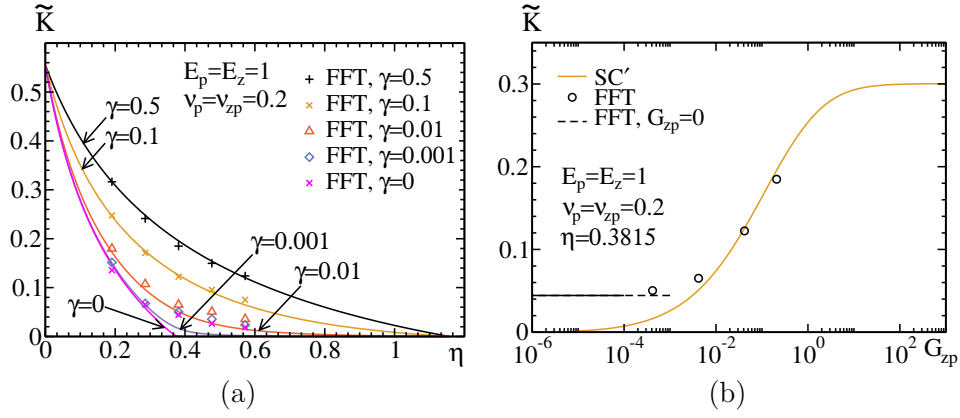 K̃
0.5
0.4
0.3
0.2
0.1
0
0 0.2 0.4 0.6 0.8 1 η
E_p=E_z=1
ν_p=ν_zp=0.2
FFT, γ=0.5
FFT, γ=0.1
FFT, γ=0.01
FFT, γ=0.001
FFT, γ=0
γ=0.5
γ=0.1
γ=0.001
γ=0.01
γ=0
(a)
K̃
0.3
0.2
0.1
0
10^-6 10^-4 10^-2 10^0 10^2 G_zp
SC′
FFT
FFT, G_zp=0
E_p=E_z=1
ν_p=ν_zp=0.2
η=0.3815
(b)